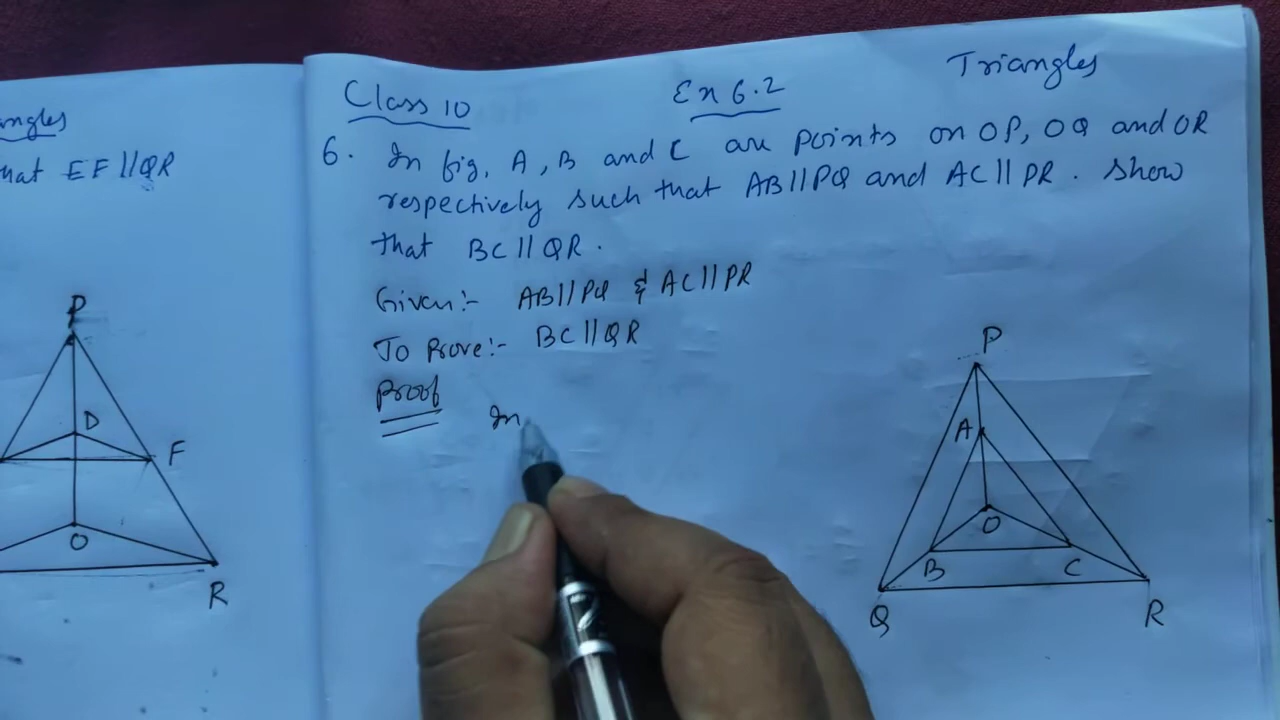 angles
hat EF || QR
P
D
F
O
R
Class 10 Ex 6.2 Triangles
6. In fig. A, B and C are points on OP, OQ and OR
respectively such that AB || PQ and AC || PR. Show
that BC || QR.
Given:- AB || PQ & AC || PR
To Prove:- BC || QR
Proof
In
P
A
O
B C
Q R